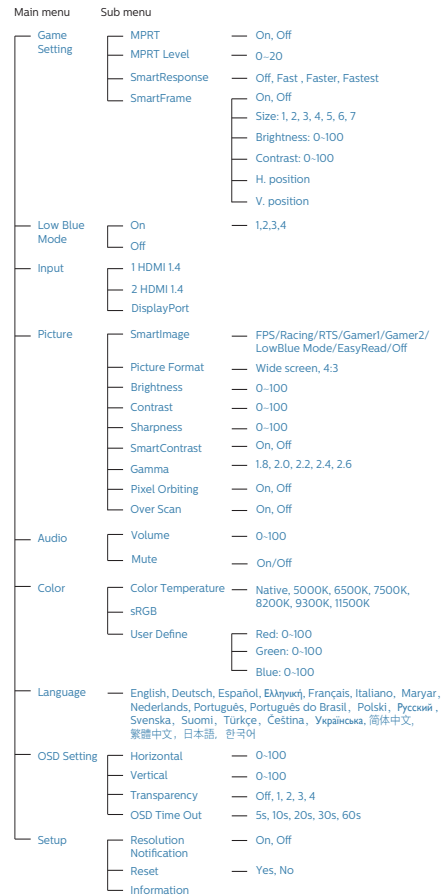 Main menu Sub menu
Game Setting MPRT On, Off
MPRT Level 0~20
SmartResponse Off, Fast , Faster, Fastest
SmartFrame On, Off
Size: 1, 2, 3, 4, 5, 6, 7
Brightness: 0~100
Contrast: 0~100
H. position
V. position
Low Blue Mode On 1,2,3,4
Off
Input 1 HDMI 1.4
2 HDMI 1.4
DisplayPort
Picture SmartImage FPS/Racing/RTS/Gamer1/Gamer2/
LowBlue Mode/EasyRead/Off
Picture Format Wide screen, 4:3
Brightness 0~100
Contrast 0~100
Sharpness 0~100
SmartContrast On, Off
Gamma 1.8, 2.0, 2.2, 2.4, 2.6
Pixel Orbiting On, Off
Over Scan On, Off
Audio Volume 0~100
Mute On/Off
Color Color Temperature Native, 5000K, 6500K, 7500K,
8200K, 9300K, 11500K
sRGB
User Define Red: 0~100
Green: 0~100
Blue: 0~100
Language English, Deutsch, Español, Ελληνική, Français, Italiano, Maryar,
Nederlands, Português, Português do Brasil, Polski, Русский ,
Svenska, Suomi, Türkçe, Čeština, Українська, 简体中文,
繁體中文, 日本語, 한국어
OSD Setting Horizontal 0~100
Vertical 0~100
Transparency Off, 1, 2, 3, 4
OSD Time Out 5s, 10s, 20s, 30s, 60s
Setup Resolution Notification On, Off
Reset Yes, No
Information